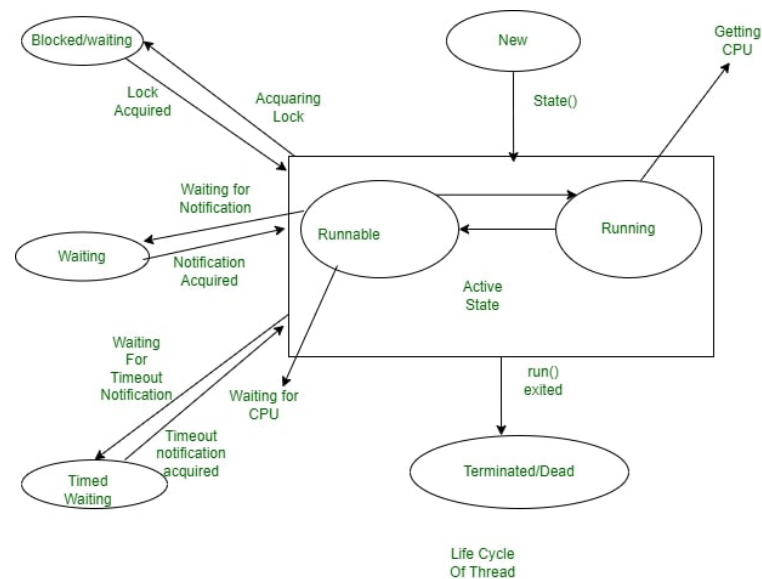 Blocked/waiting
New
Getting
CPU
Lock
Acquired
Acquaring
Lock
State()
Waiting for
Notification
Runnable
Running
Waiting
Notification
Acquired
Active
State
Waiting
For
Timeout
Notification
Waiting for
CPU
run()
exited
Timeout
notification
acquired
Timed
Waiting
Terminated/Dead
Life Cycle
Of Thread